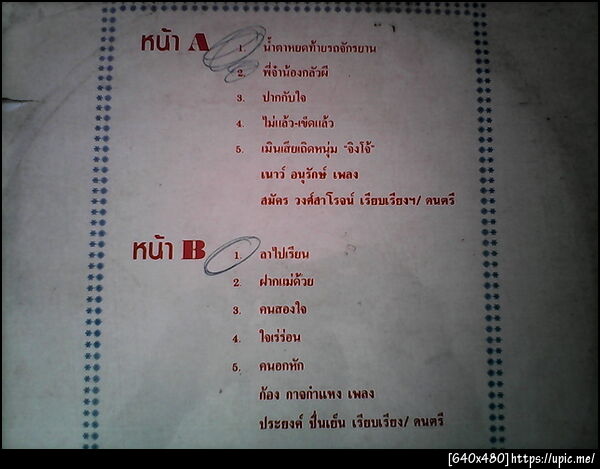 หน้า A
1. น้ำตาหยดท้ายรถจักรยาน
2. พี่จ๋าน้องกลัวผี
3. ปากกับใจ
4. ไม่แล้ว-เข็ดแล้ว
5. เมินเสียเถิดหนุ่ม "จิงโจ้"
เนาว์ อนุรักษ์ เพลง
สมัคร วงศ์สาโรจน์ เรียบเรียงฯ/ ดนตรี
หน้า B
1. ลาไปเรียน
2. ฝากแม่ด้วย
3. คนสองใจ
4. ใจเร่ร่อน
5. คนอกหัก
ก้อง กาจกำแหง เพลง
ประยงค์ ชื่นเย็น เรียบเรียง/ ดนตรี
[640x480]https://upic.me/